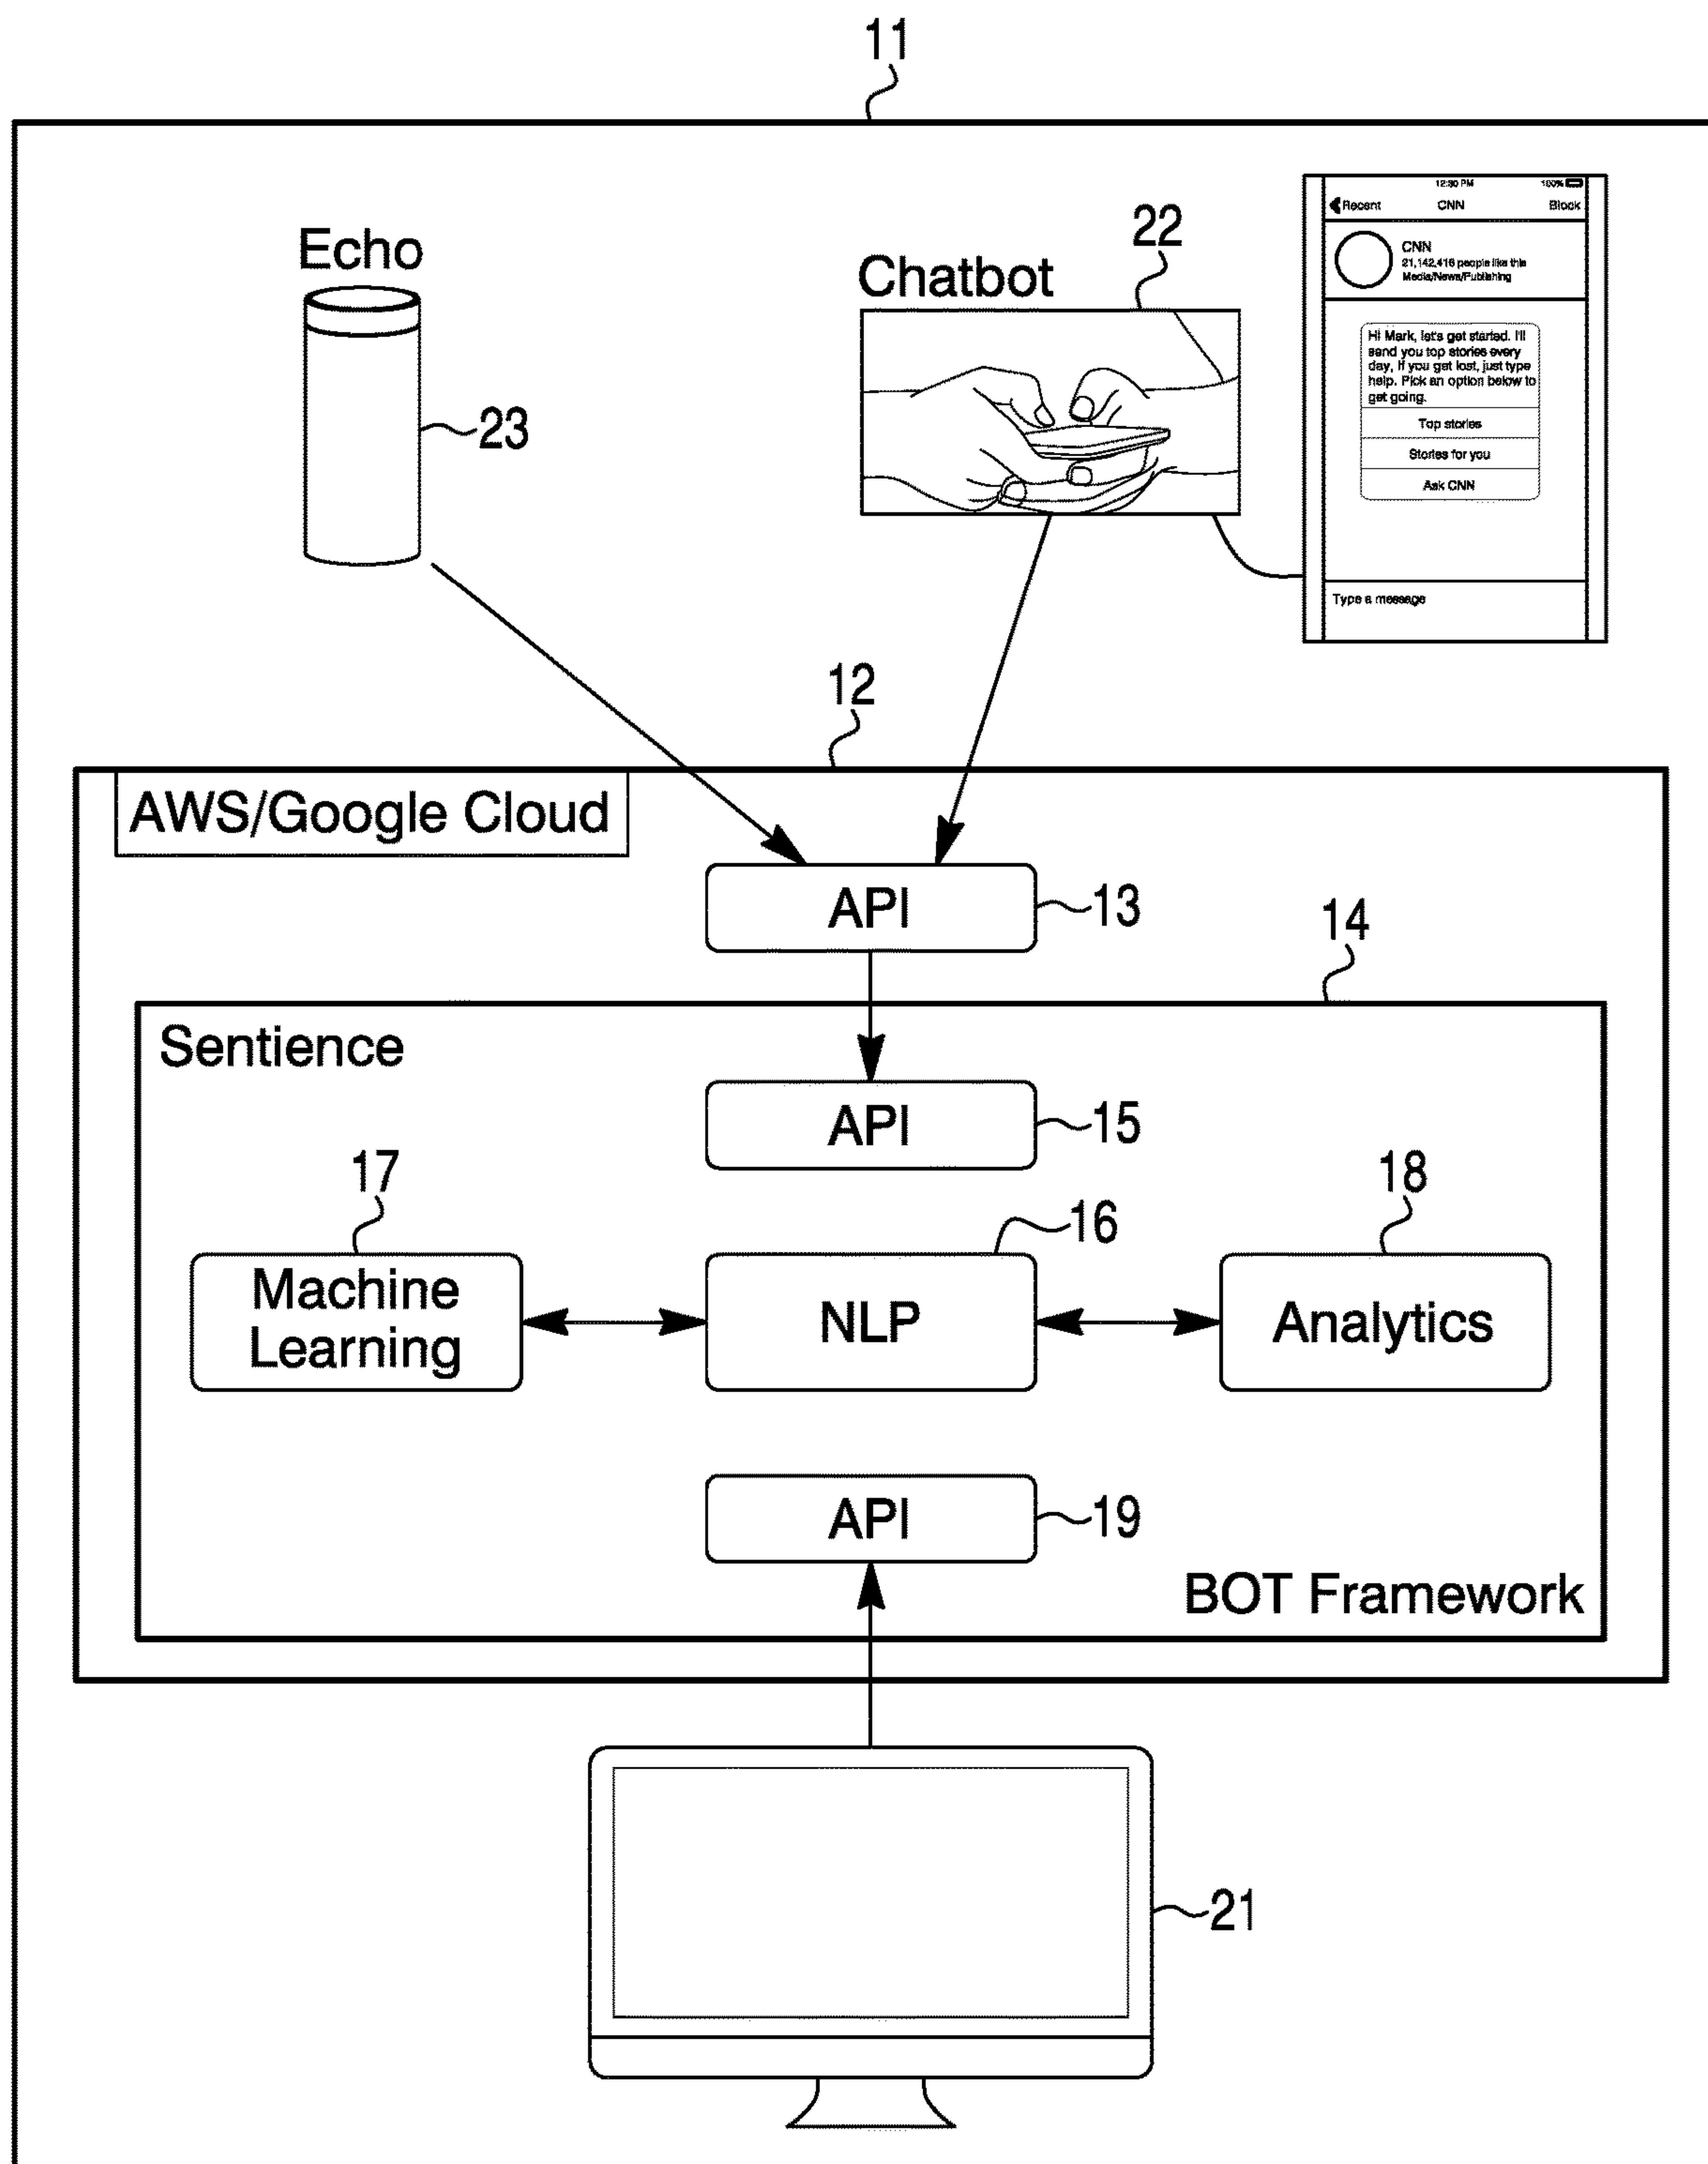 11
12:30 PM
100%
Recent
CNN
Block
CNN
21,142,416 people like this
Media/News/Publishing
Hi Mark, let's get started. I'll
send you top stories every
day, If you get lost, just type
help. Pick an option below to
get going.
Top stories
Stories for you
Ask CNN
Type a message
Echo
23
Chatbot
22
12
AWS/Google Cloud
API
13
14
Sentience
API
15
17
Machine
Learning
16
NLP
18
Analytics
API
19
BOT Framework
21